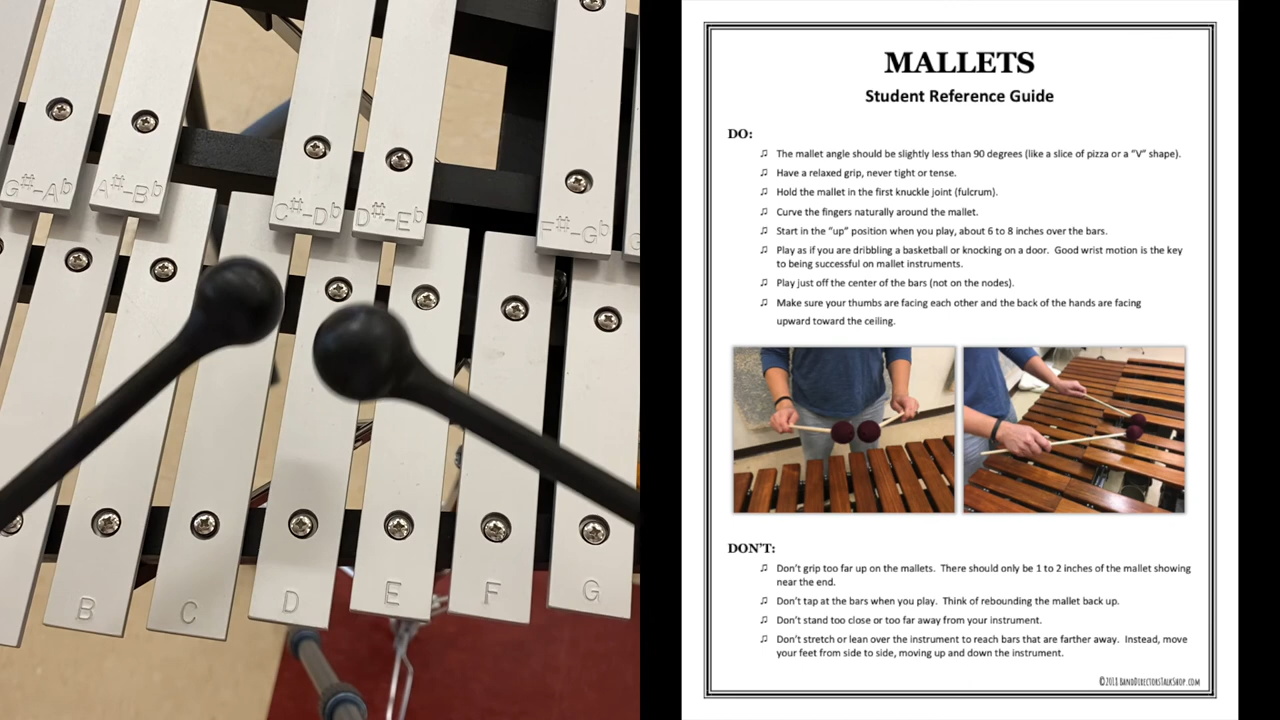 G#-Ab A#-Bb C#-Db D#-Eb F#-Gb G
B C D E F G
MALLETS
Student Reference Guide
DO:
♫ The mallet angle should be slightly less than 90 degrees (like a slice of pizza or a “V” shape).
♫ Have a relaxed grip, never tight or tense.
♫ Hold the mallet in the first knuckle joint (fulcrum).
♫ Curve the fingers naturally around the mallet.
♫ Start in the “up” position when you play, about 6 to 8 inches over the bars.
♫ Play as if you are dribbling a basketball or knocking on a door.  Good wrist motion is the key
to being successful on mallet instruments.
♫ Play just off the center of the bars (not on the nodes).
♫ Make sure your thumbs are facing each other and the back of the hands are facing
upward toward the ceiling.
DON’T:
♫ Don’t grip too far up on the mallets.  There should only be 1 to 2 inches of the mallet showing
near the end.
♫ Don’t tap at the bars when you play.  Think of rebounding the mallet back up.
♫ Don’t stand too close or too far away from your instrument.
♫ Don’t stretch or lean over the instrument to reach bars that are farther away.  Instead, move
your feet from side to side, moving up and down the instrument.
©2018 BANDDIRECTORSTALKSHOP.COM